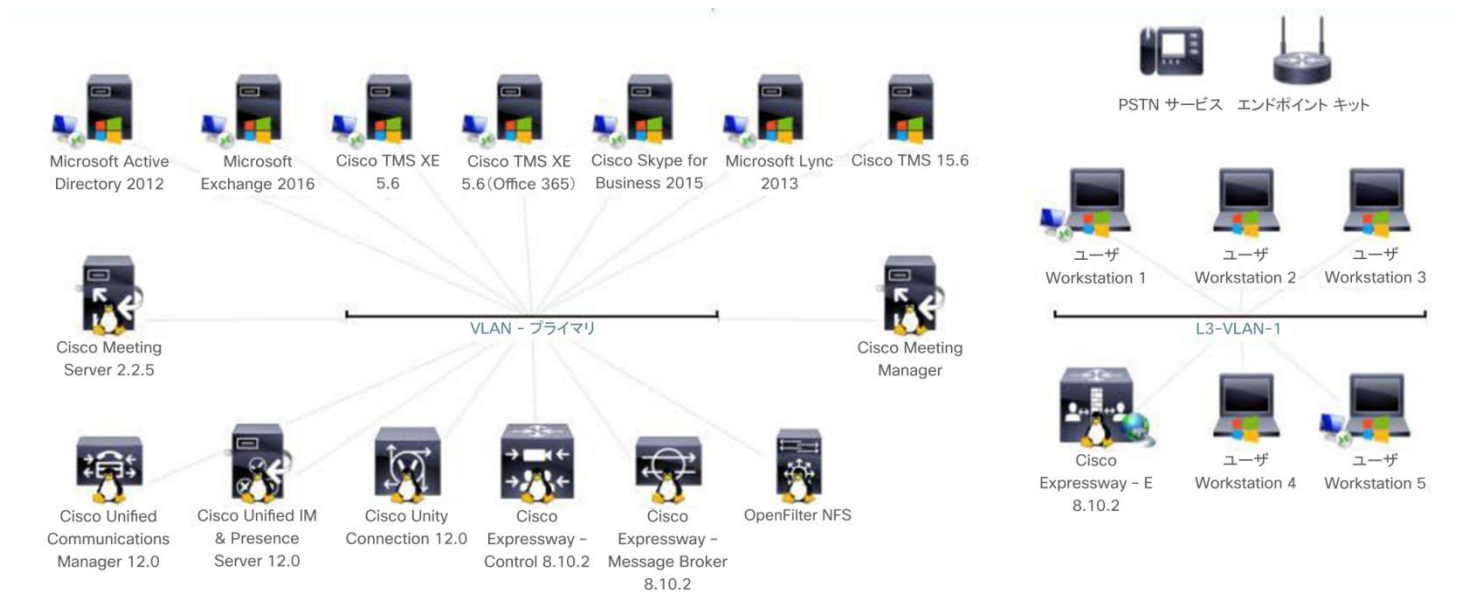 PSTN サービス エンドポイント キット
Microsoft Active
Directory 2012
Microsoft
Exchange 2016
Cisco TMS XE
5.6
Cisco TMS XE
5.6(Office 365)
Cisco Skype for
Business 2015
Microsoft Lync
2013
Cisco TMS 15.6
ユーザ
Workstation 1
ユーザ
Workstation 2
ユーザ
Workstation 3
Cisco Meeting
Server 2.2.5
VLAN - プライマリ
Cisco Meeting
Manager
L3-VLAN-1
Cisco Unified
Communications
Manager 12.0
Cisco Unified IM
& Presence
Server 12.0
Cisco Unity
Connection 12.0
Cisco
Expressway -
Control 8.10.2
Cisco
Expressway -
Message Broker
8.10.2
OpenFilter NFS
Cisco
Expressway - E
8.10.2
ユーザ
Workstation 4
ユーザ
Workstation 5